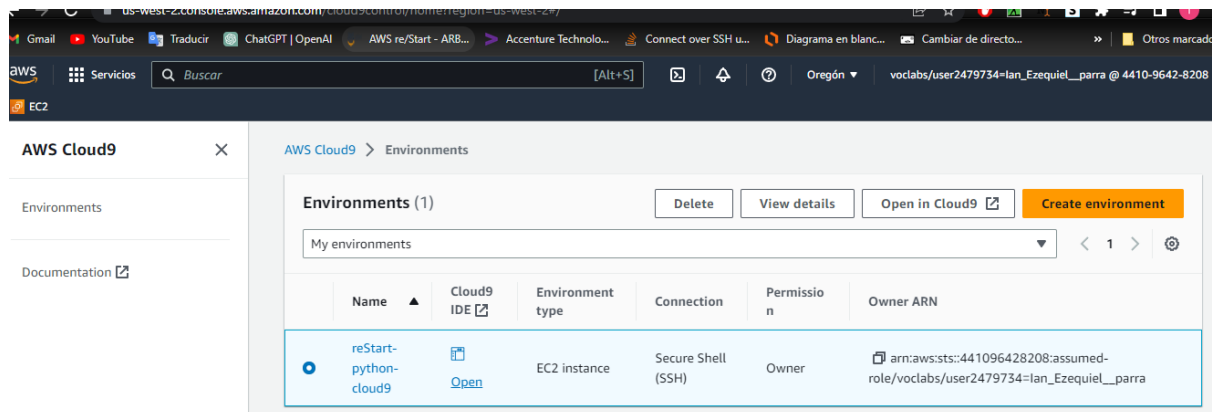 us-west-2.console.aws.amazon.com/cloud9control/home?region=us-west-2#/
Gmail YouTube Traducir ChatGPT | OpenAI AWS re/Start - ARB... Accenture Technolo... Connect over SSH u... Diagrama en blanc... Cambiar de directo... » Otros marcado
aws Servicios Buscar [Alt+S] Oregón ▼ voclabs/user2479734=Ian_Ezequiel__parra @ 4410-9642-8208
EC2
AWS Cloud9
AWS Cloud9 > Environments
Environments (1) Delete View details Open in Cloud9 Create environment
Environments
My environments < 1 >
Documentation
Name ▲ Cloud9 IDE Environment type Connection Permission Owner ARN
reStart-python-cloud9 Open EC2 instance Secure Shell (SSH) Owner arn:aws:sts::441096428208:assumed-role/voclabs/user2479734=Ian_Ezequiel__parra